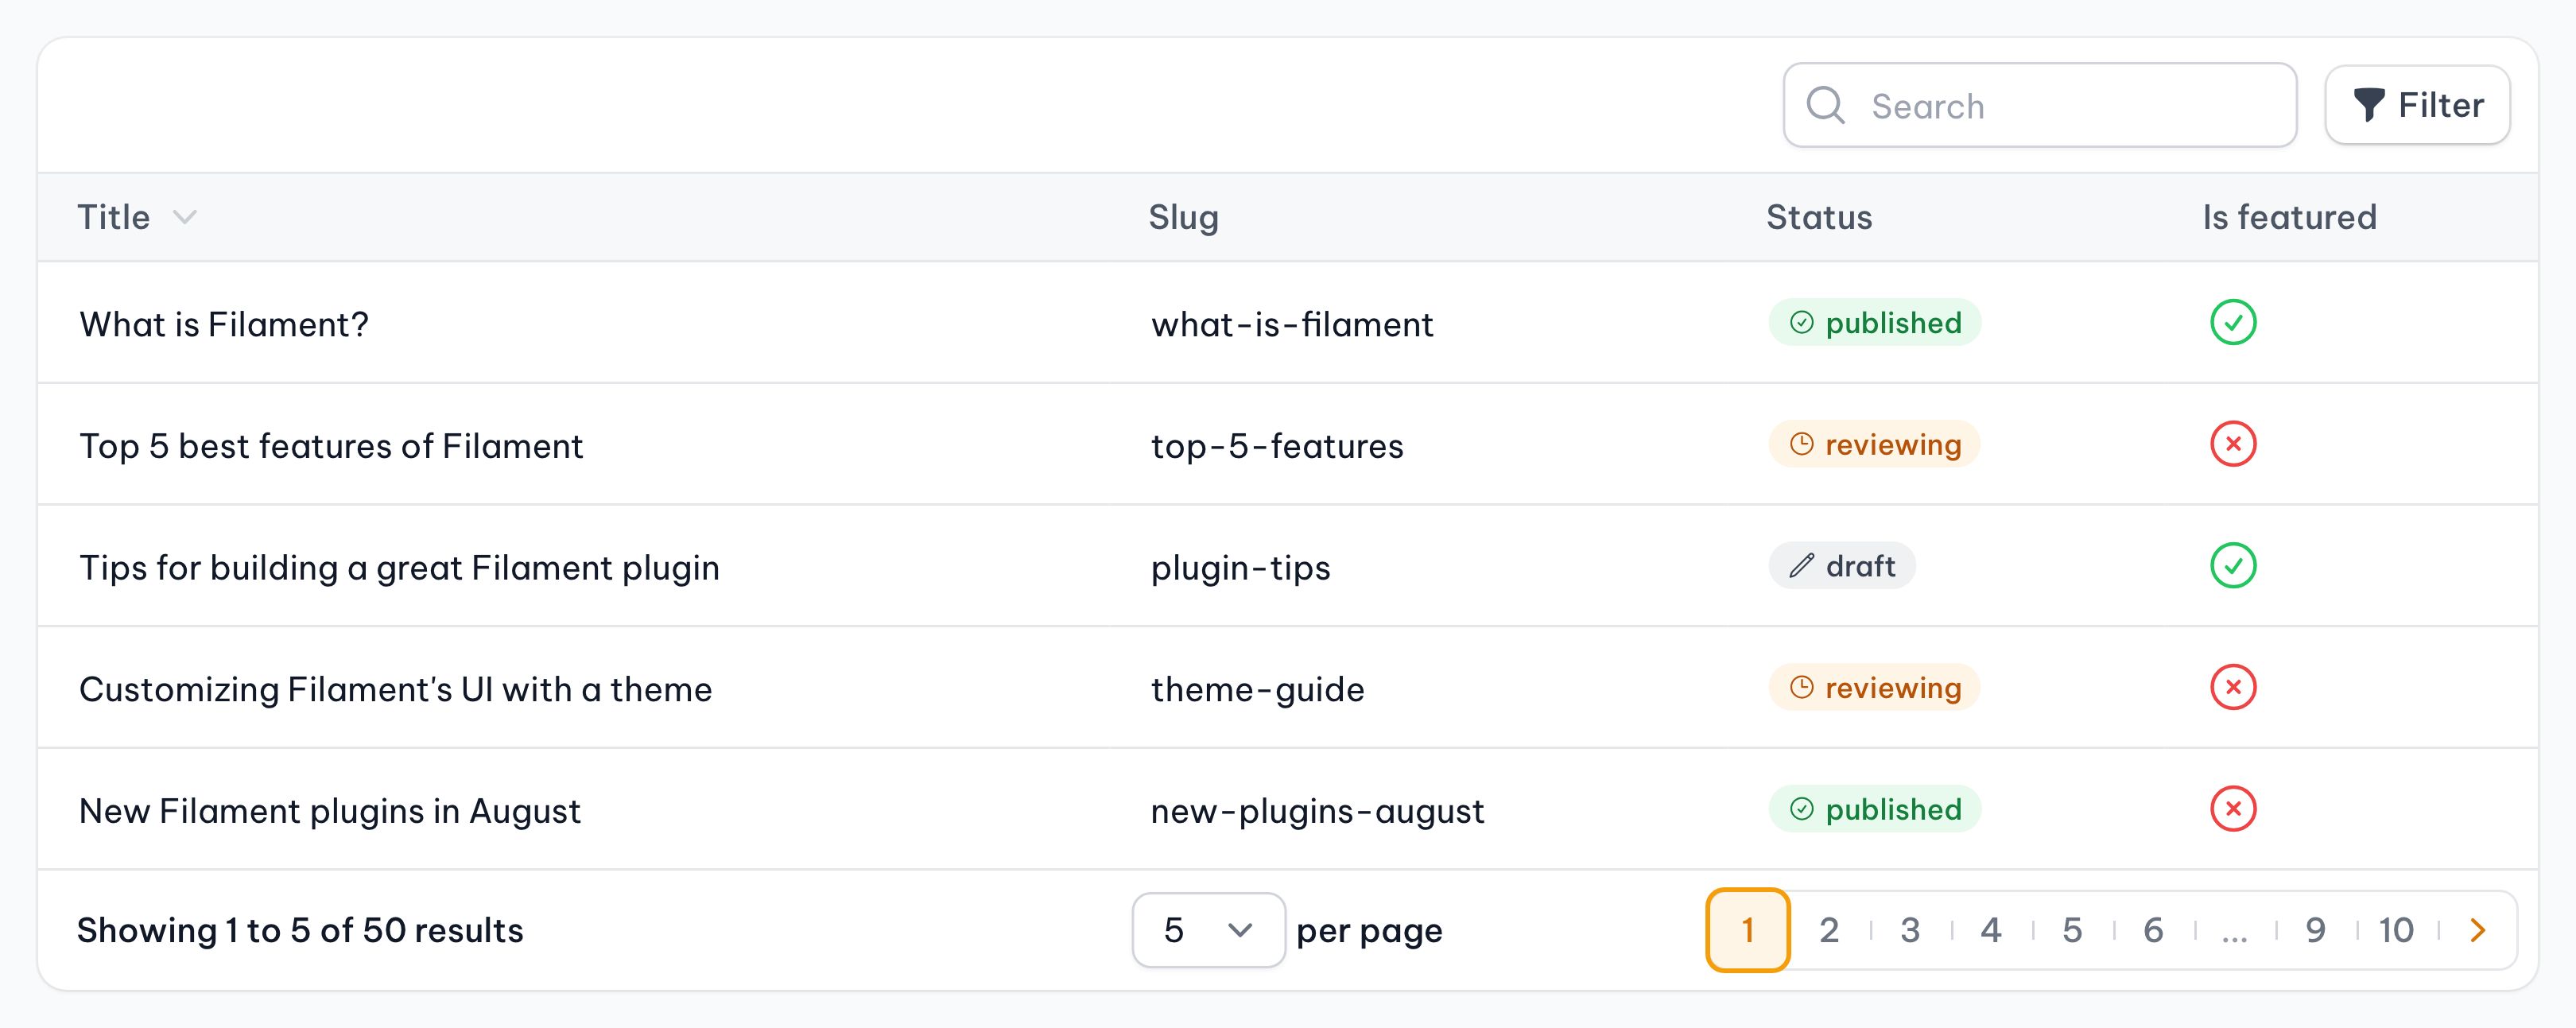 Search Filter
Title Slug Status Is featured
What is Filament? what-is-filament published
Top 5 best features of Filament top-5-features reviewing
Tips for building a great Filament plugin plugin-tips draft
Customizing Filament's UI with a theme theme-guide reviewing
New Filament plugins in August new-plugins-august published
Showing 1 to 5 of 50 results 5 per page 1 2 3 4 5 6 ... 9 10